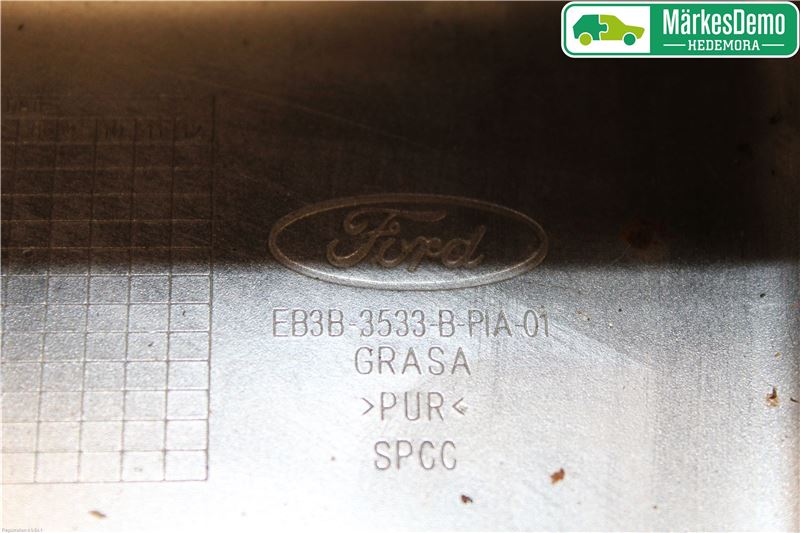 MärkesDemo
HEDEMORA
Ford
EB3B-3533-B-PIA-01
GRASA
>PUR<
SPCC